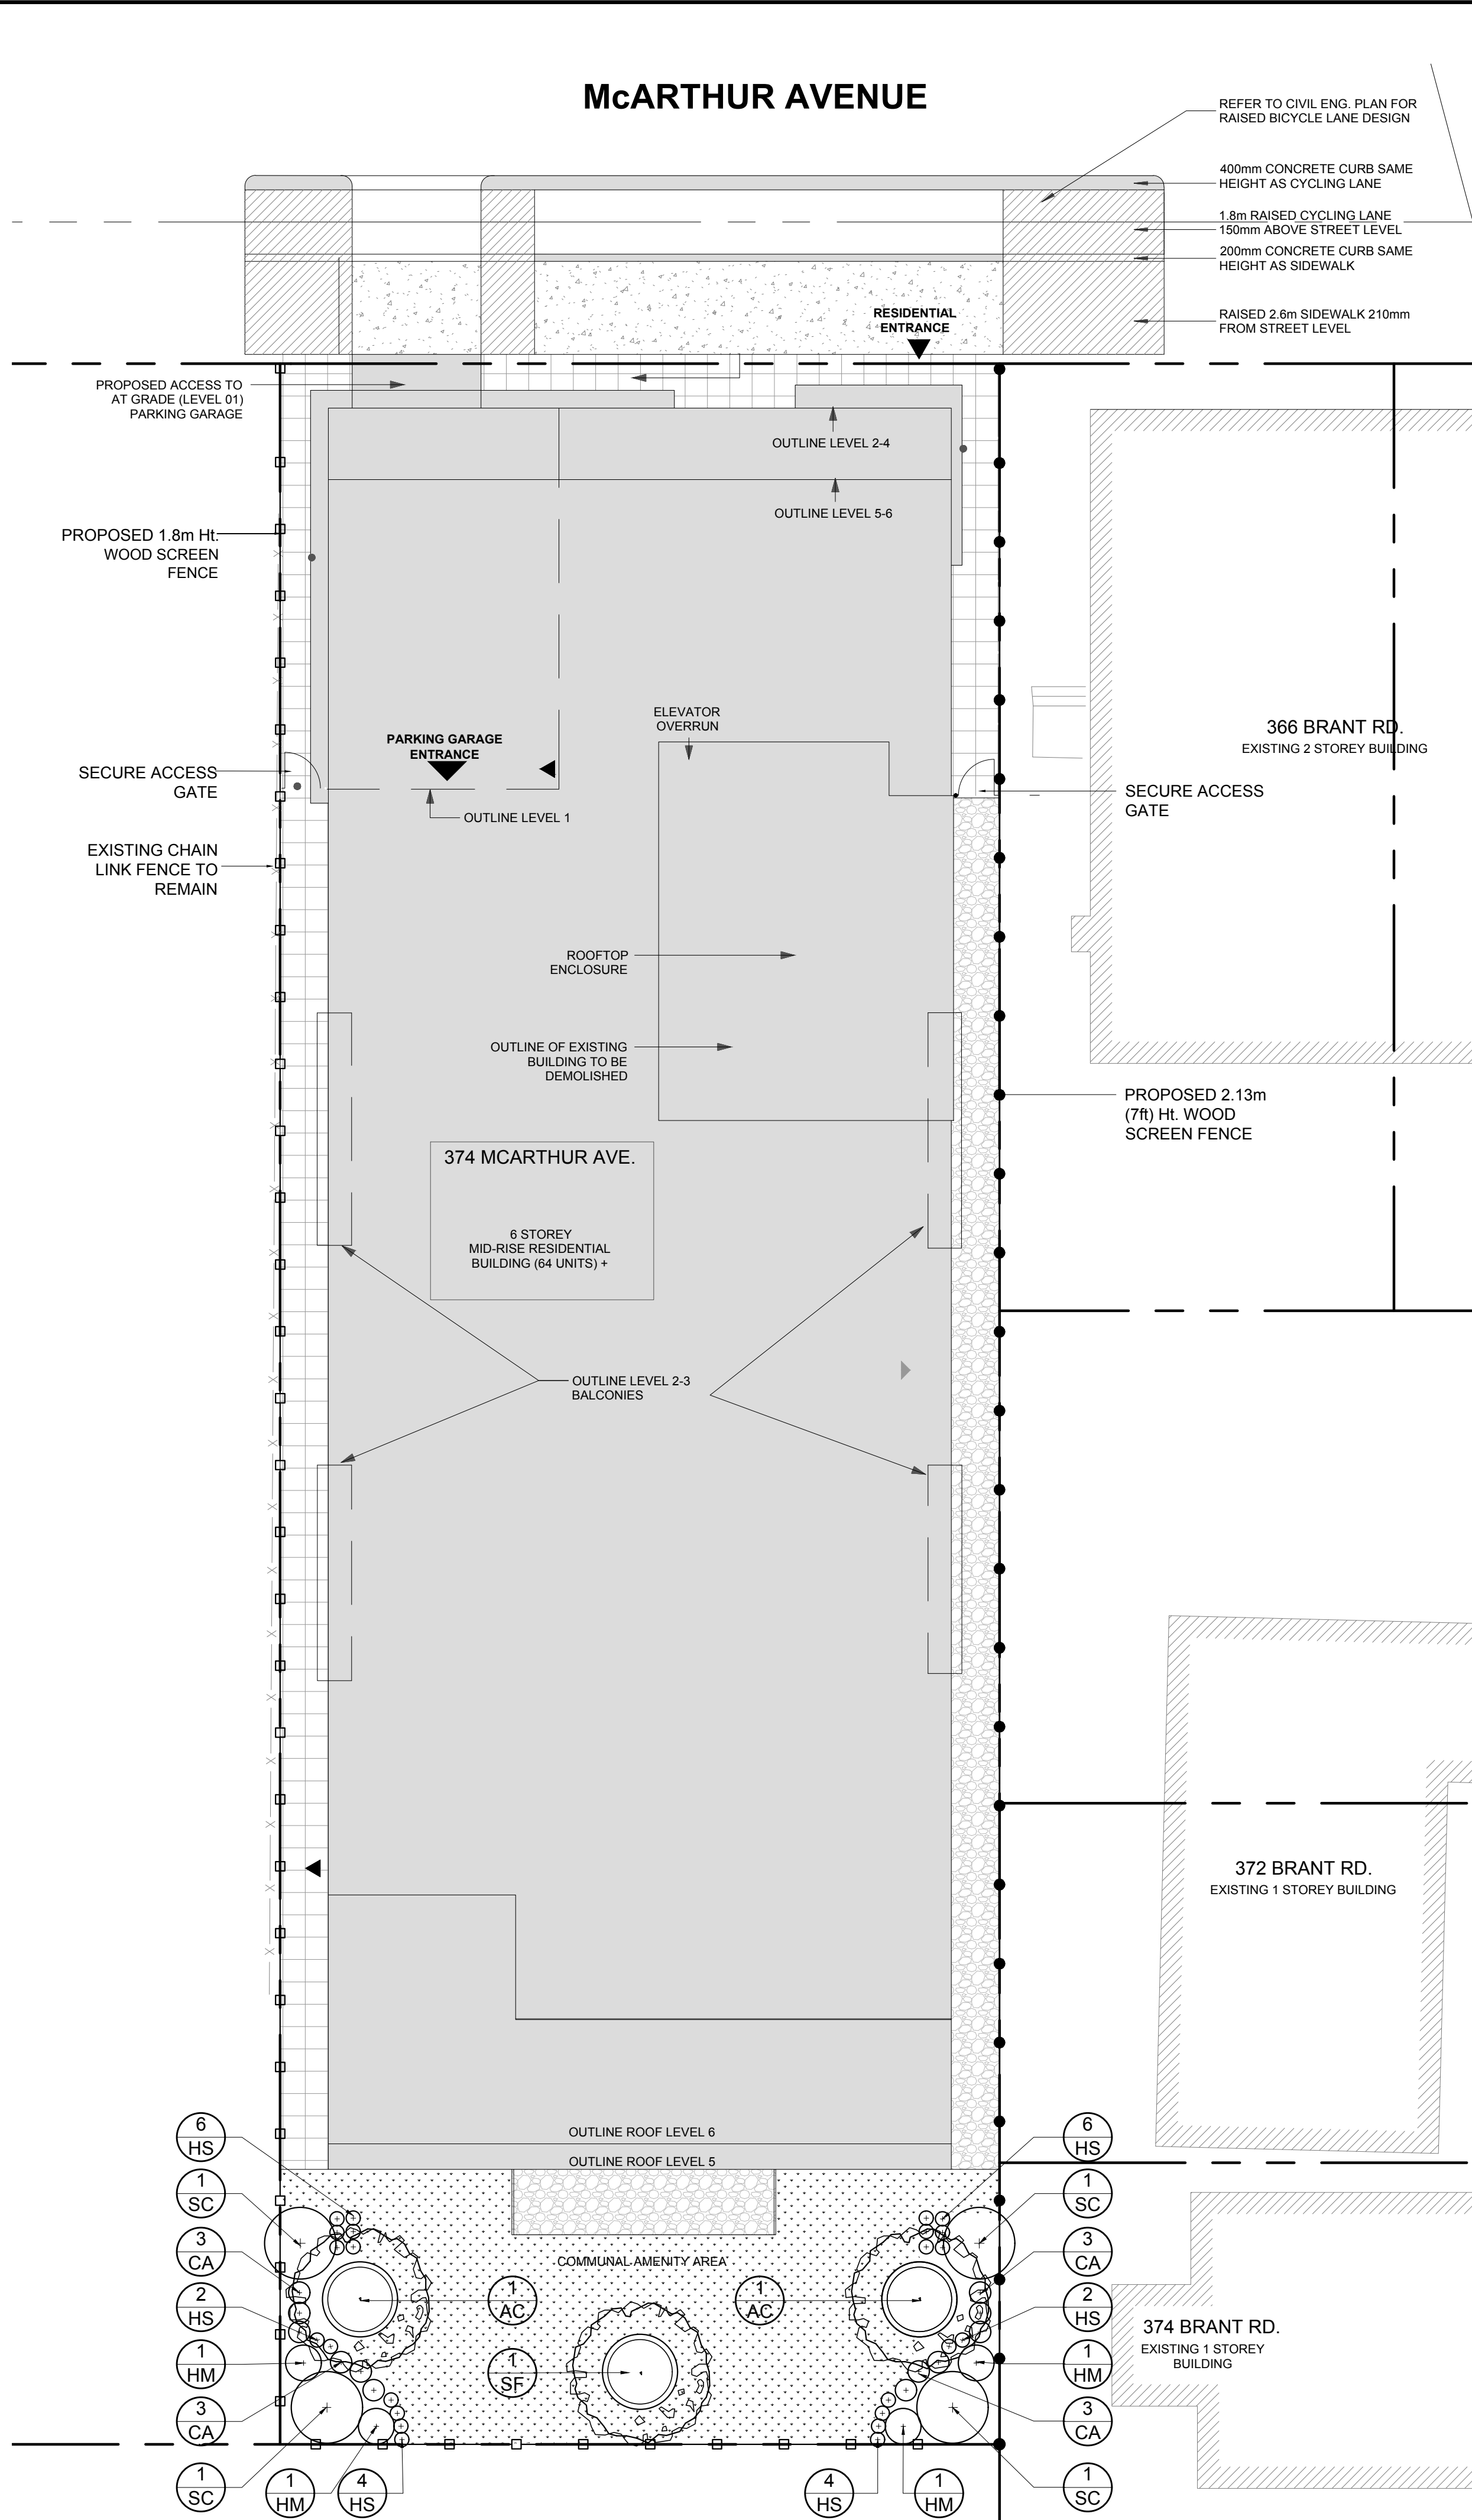 McARTHUR AVENUE
REFER TO CIVIL ENG. PLAN FOR
RAISED BICYCLE LANE DESIGN
400mm CONCRETE CURB SAME
HEIGHT AS CYCLING LANE
1.8m RAISED CYCLING LANE
150mm ABOVE STREET LEVEL
200mm CONCRETE CURB SAME
HEIGHT AS SIDEWALK
RAISED 2.6m SIDEWALK 210mm
FROM STREET LEVEL
RESIDENTIAL
ENTRANCE
PROPOSED ACCESS TO
AT GRADE (LEVEL 01)
PARKING GARAGE
OUTLINE LEVEL 2-4
OUTLINE LEVEL 5-6
PROPOSED 1.8m Ht.
WOOD SCREEN
FENCE
ELEVATOR
OVERRUN
PARKING GARAGE
ENTRANCE
366 BRANT RD.
EXISTING 2 STOREY BUILDING
SECURE ACCESS
GATE
SECURE ACCESS
GATE
OUTLINE LEVEL 1
EXISTING CHAIN
LINK FENCE TO
REMAIN
ROOFTOP
ENCLOSURE
OUTLINE OF EXISTING
BUILDING TO BE
DEMOLISHED
PROPOSED 2.13m
(7ft) Ht. WOOD
SCREEN FENCE
374 MCARTHUR AVE.
6 STOREY
MID-RISE RESIDENTIAL
BUILDING (64 UNITS) +
OUTLINE LEVEL 2-3
BALCONIES
372 BRANT RD.
EXISTING 1 STOREY BUILDING
OUTLINE ROOF LEVEL 6
OUTLINE ROOF LEVEL 5
COMMUNAL AMENITY AREA
6
HS
1
SC
3
CA
2
HS
1
HM
3
CA
1
SC
1
HM
4
HS
1
AC
1
SF
1
AC
6
HS
1
SC
3
CA
2
HS
1
HM
3
CA
1
SC
4
HS
1
HM
374 BRANT RD.
EXISTING 1 STOREY
BUILDING